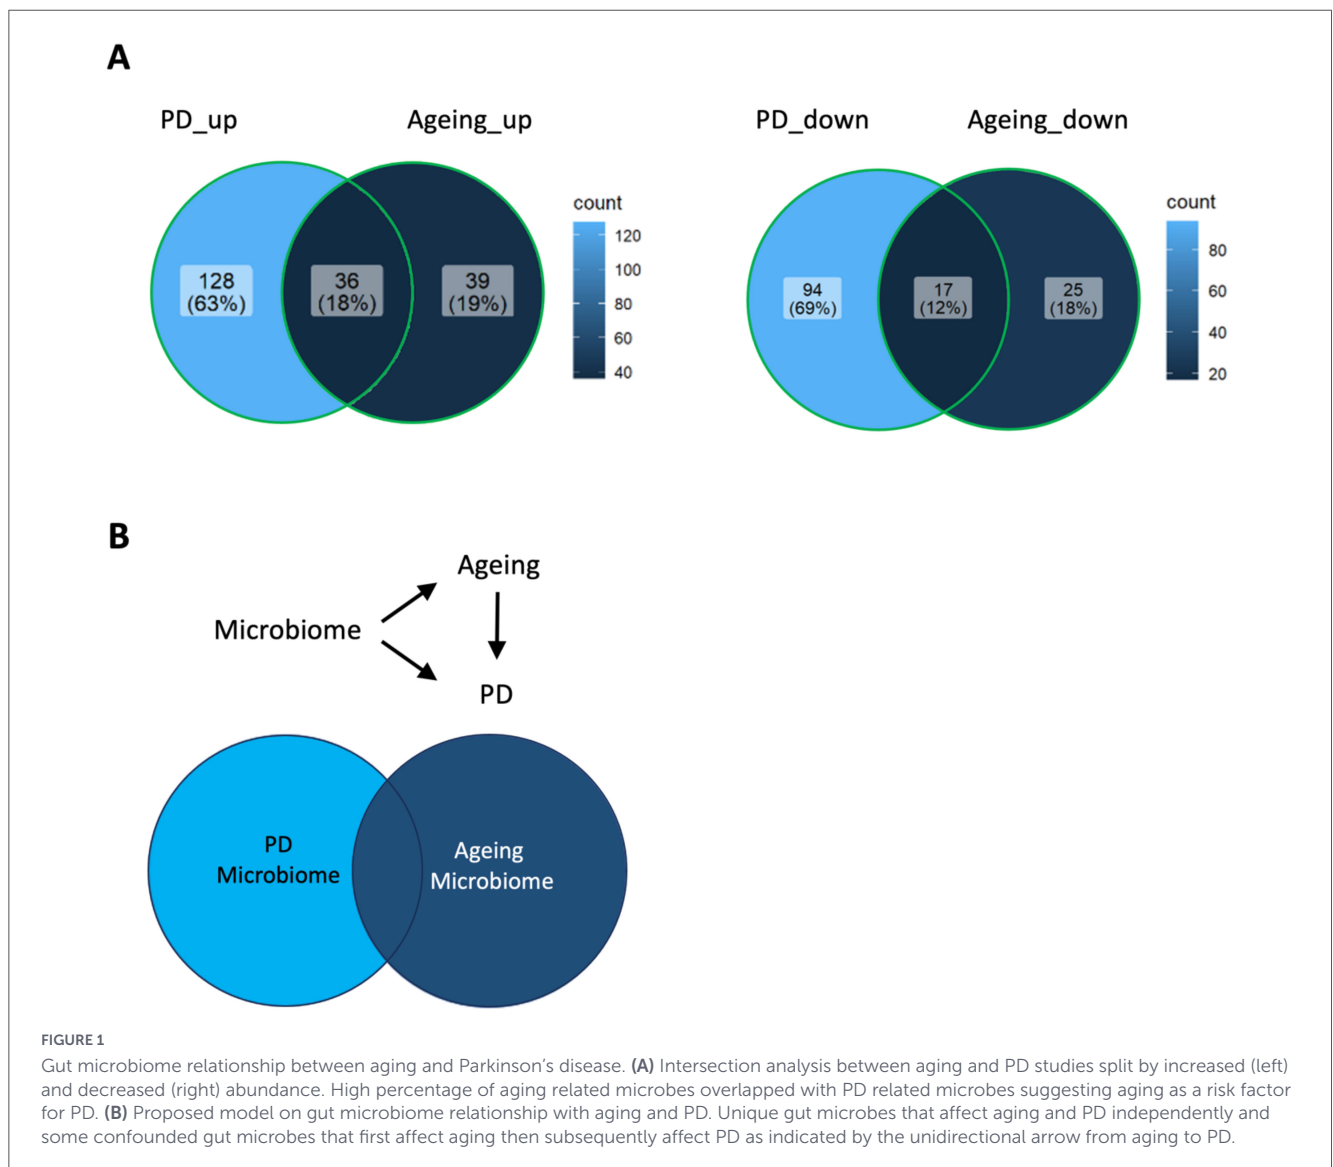 A
PD_up
Ageing_up
128
(63%)
36
(18%)
39
(19%)
count
120
100
80
60
40
PD_down
Ageing_down
94
(69%)
17
(12%)
25
(18%)
count
80
60
40
20
B
Ageing
Microbiome
PD
PD
Microbiome
Ageing
Microbiome
FIGURE 1
Gut microbiome relationship between aging and Parkinson's disease. (A) Intersection analysis between aging and PD studies split by increased (left)
and decreased (right) abundance. High percentage of aging related microbes overlapped with PD related microbes suggesting aging as a risk factor
for PD. (B) Proposed model on gut microbiome relationship with aging and PD. Unique gut microbes that affect aging and PD independently and
some confounded gut microbes that first affect aging then subsequently affect PD as indicated by the unidirectional arrow from aging to PD.